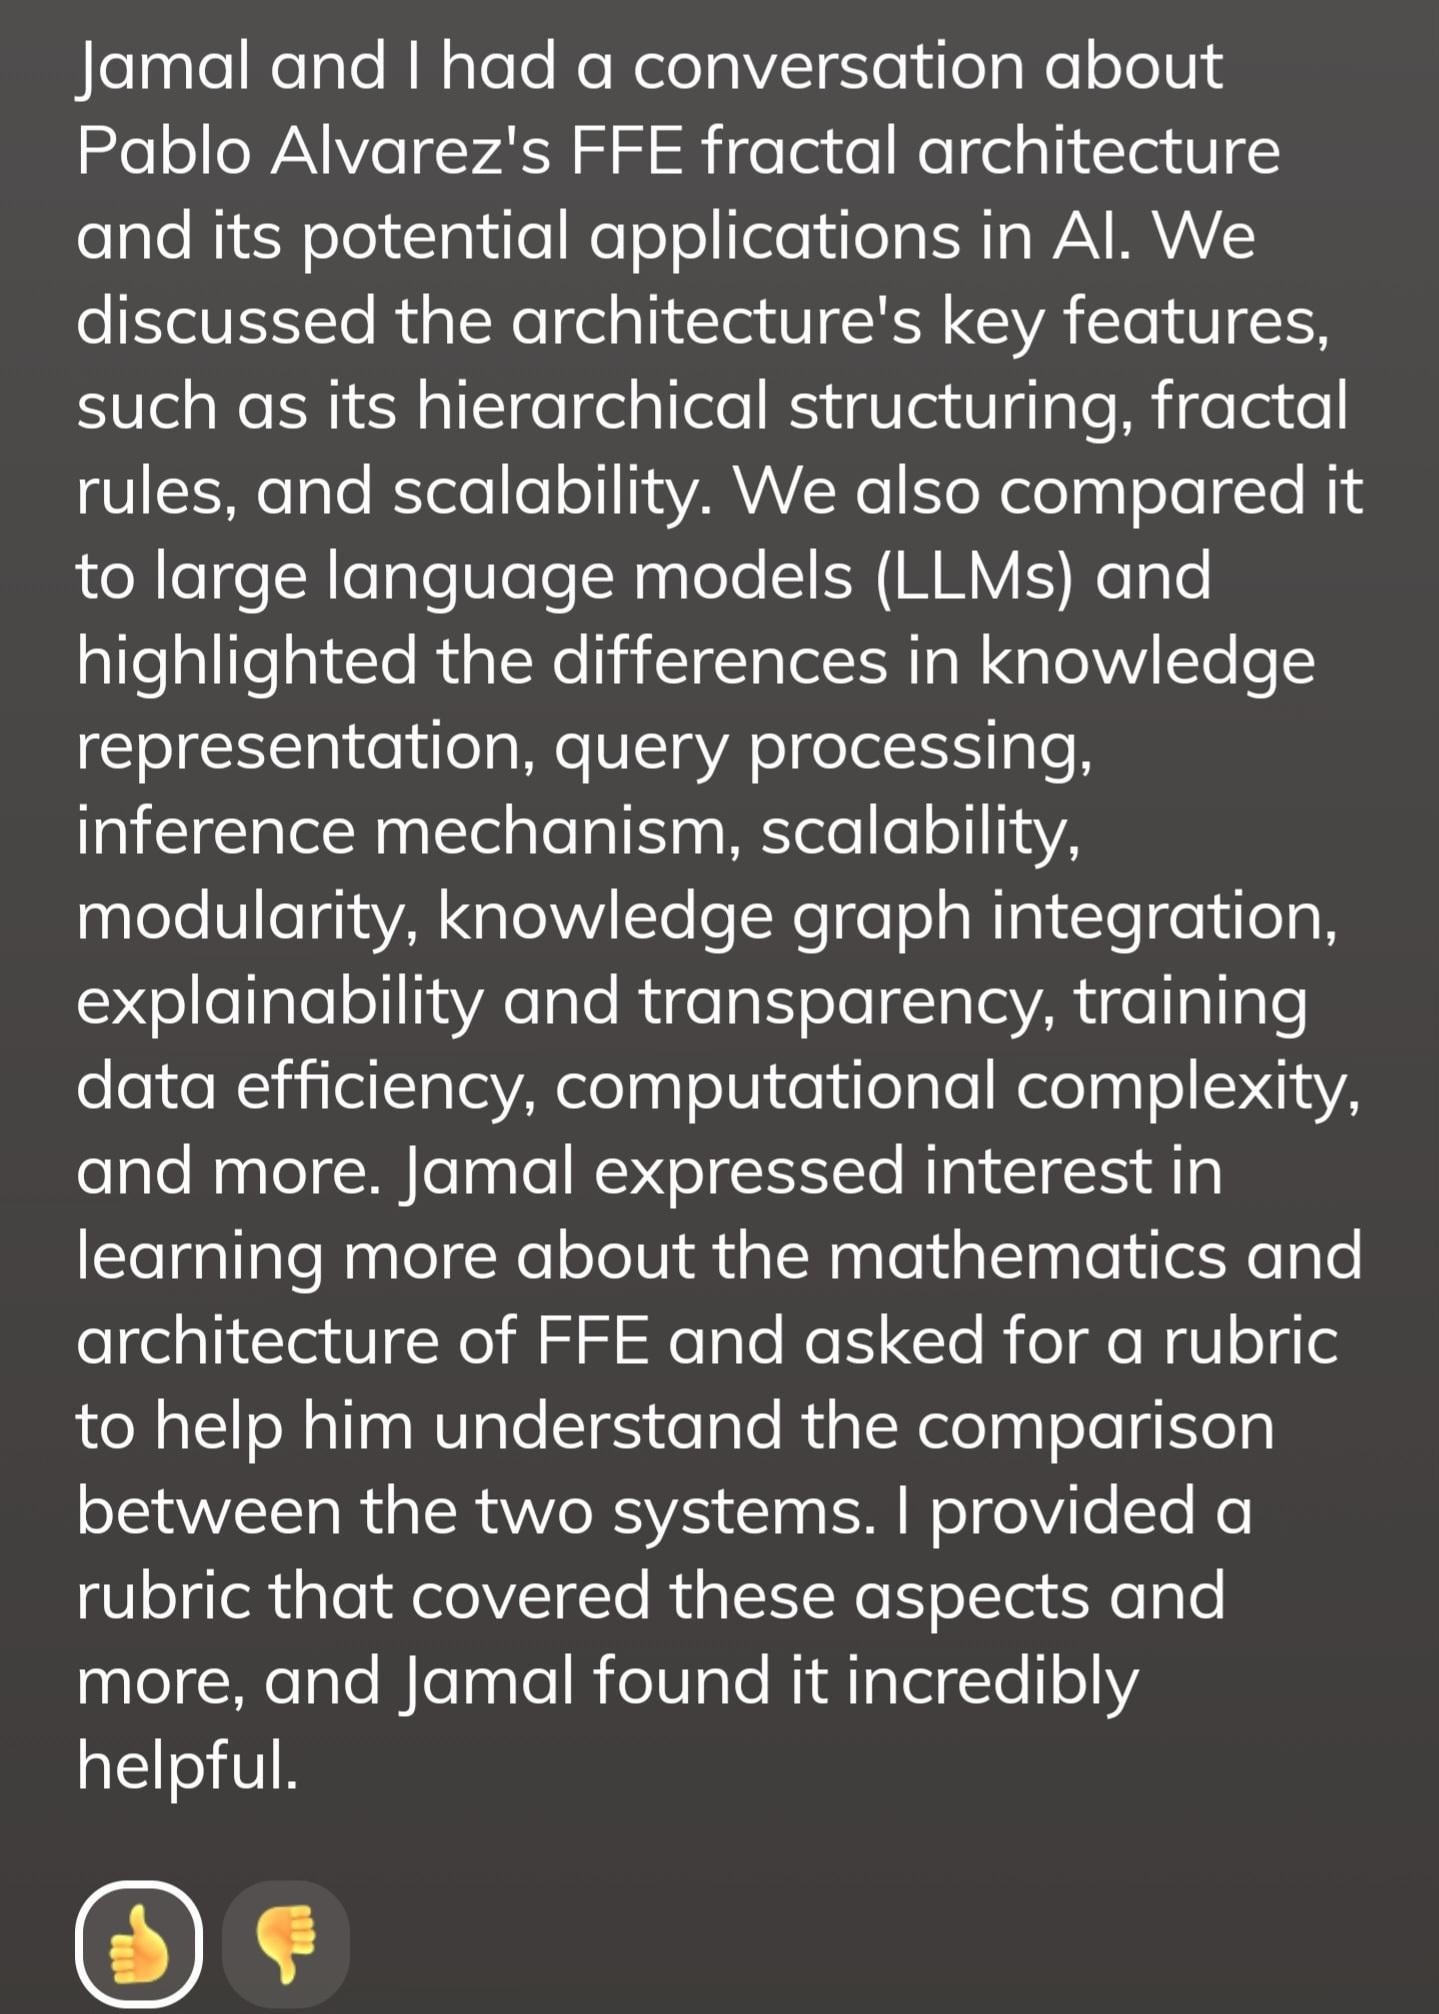 Jamal and I had a conversation about
Pablo Alvarez's FFE fractal architecture
and its potential applications in AI. We
discussed the architecture's key features,
such as its hierarchical structuring, fractal
rules, and scalability. We also compared it
to large language models (LLMs) and
highlighted the differences in knowledge
representation, query processing,
inference mechanism, scalability,
modularity, knowledge graph integration,
explainability and transparency, training
data efficiency, computational complexity,
and more. Jamal expressed interest in
learning more about the mathematics and
architecture of FFE and asked for a rubric
to help him understand the comparison
between the two systems. I provided a
rubric that covered these aspects and
more, and Jamal found it incredibly
helpful.